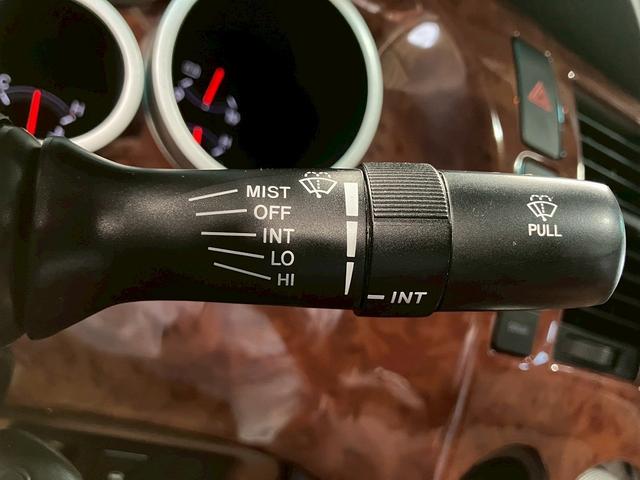 MIST
OFF
INT
LO
HI
INT
PULL